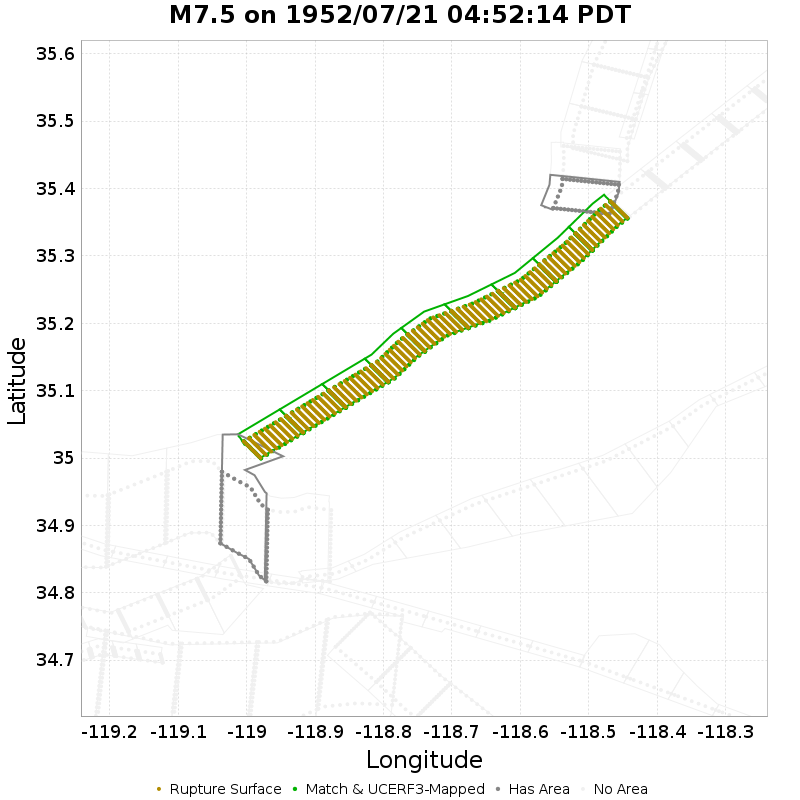 M7.5 on 1952/07/21 04:52:14 PDT
Latitude
35.6
35.5
35.4
35.3
35.2
35.1
35
34.9
34.8
34.7
-119.2 -119.1 -119 -118.9 -118.8 -118.7 -118.6 -118.5 -118.4 -118.3
Longitude
Rupture Surface Match & UCERF3-Mapped Has Area No Area